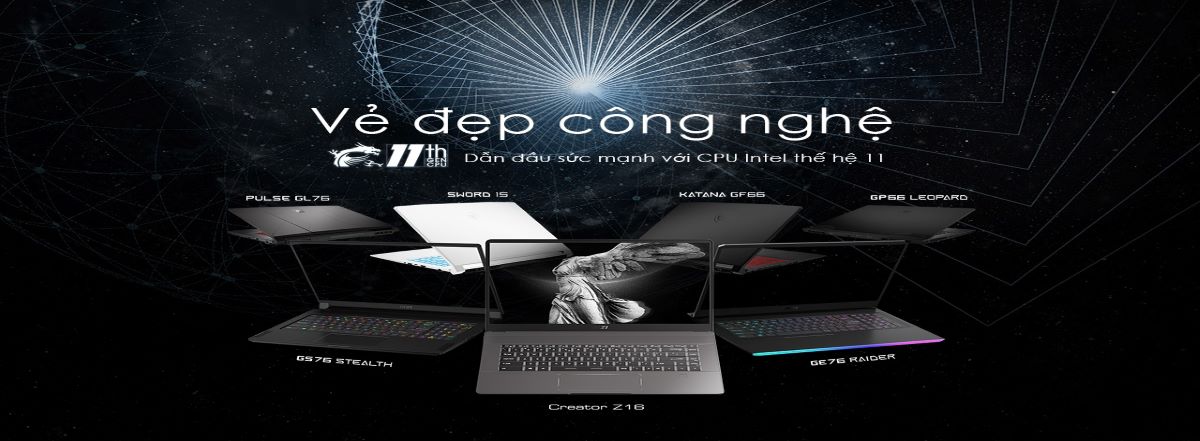 Vẻ đẹp công nghệ
11th GEN CPU
Dẫn đầu sức mạnh với CPU Intel thế hệ 11
PULSE GL76
SWORD 15
KATANA GF66
GP66 LEOPARD
GS76 STEALTH
GE76 RAIDER
Creator Z16